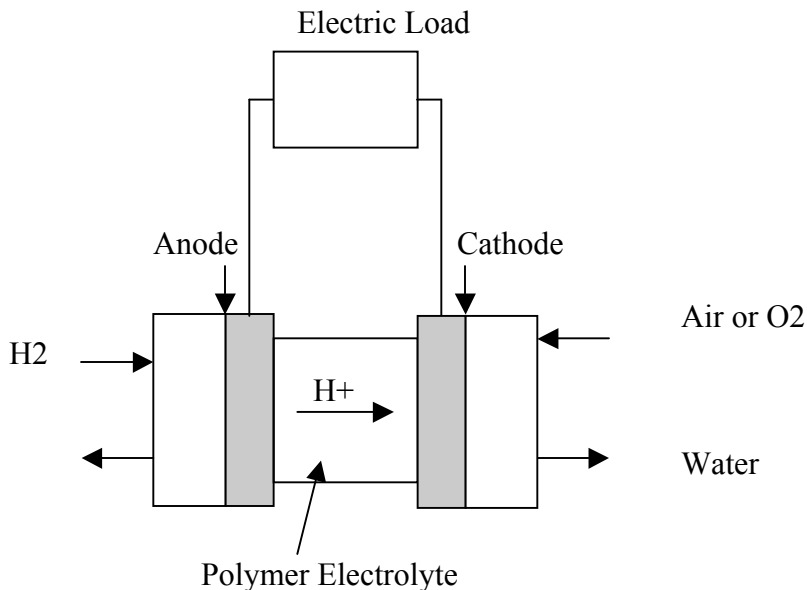 Electric Load
Anode
Cathode
Air or O2
H2
H+
Water
Polymer Electrolyte